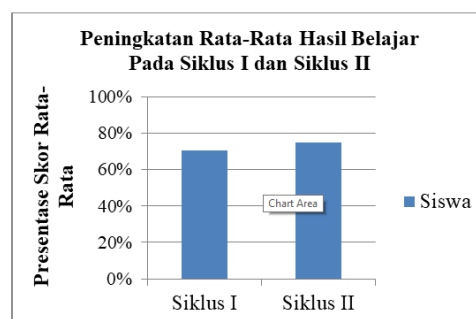 Peningkatan Rata-Rata Hasil Belajar
Pada Siklus I dan Siklus II
Presentase Skor Rata-
Rata
100%
80%
60%
40%
20%
0%
Chart Area
Siswa
Siklus I
Siklus II